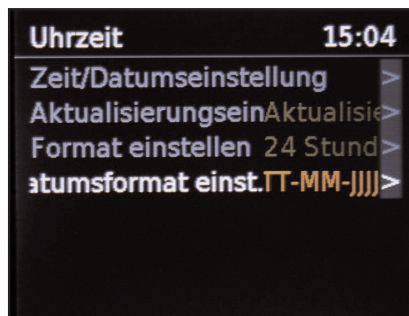 Uhrzeit 15:04
Zeit/Datumseinstellung >
AktualisierungseinAktualisie>
Format einstellen 24 Stund>
atumsformat einst.TT-MM-JJJJ>